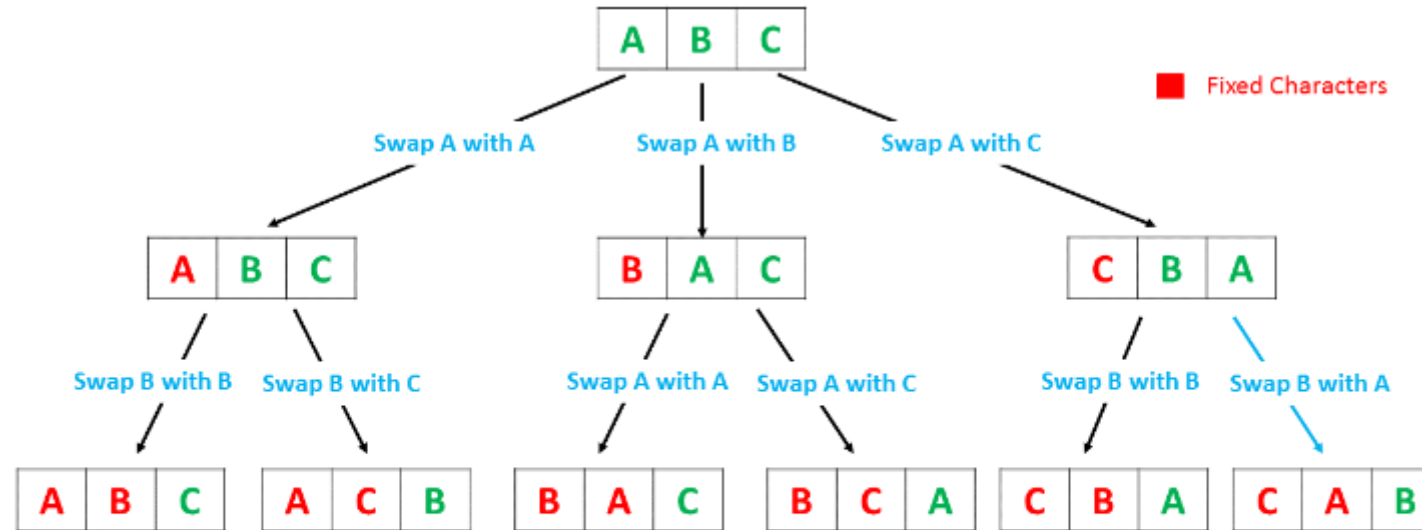 A B C
Fixed Characters
Swap A with A Swap A with B Swap A with C
A B C B A C C B A
Swap B with B Swap B with C Swap A with A Swap A with C Swap B with B Swap B with A
A B C A C B B A C B C A C B A C A B